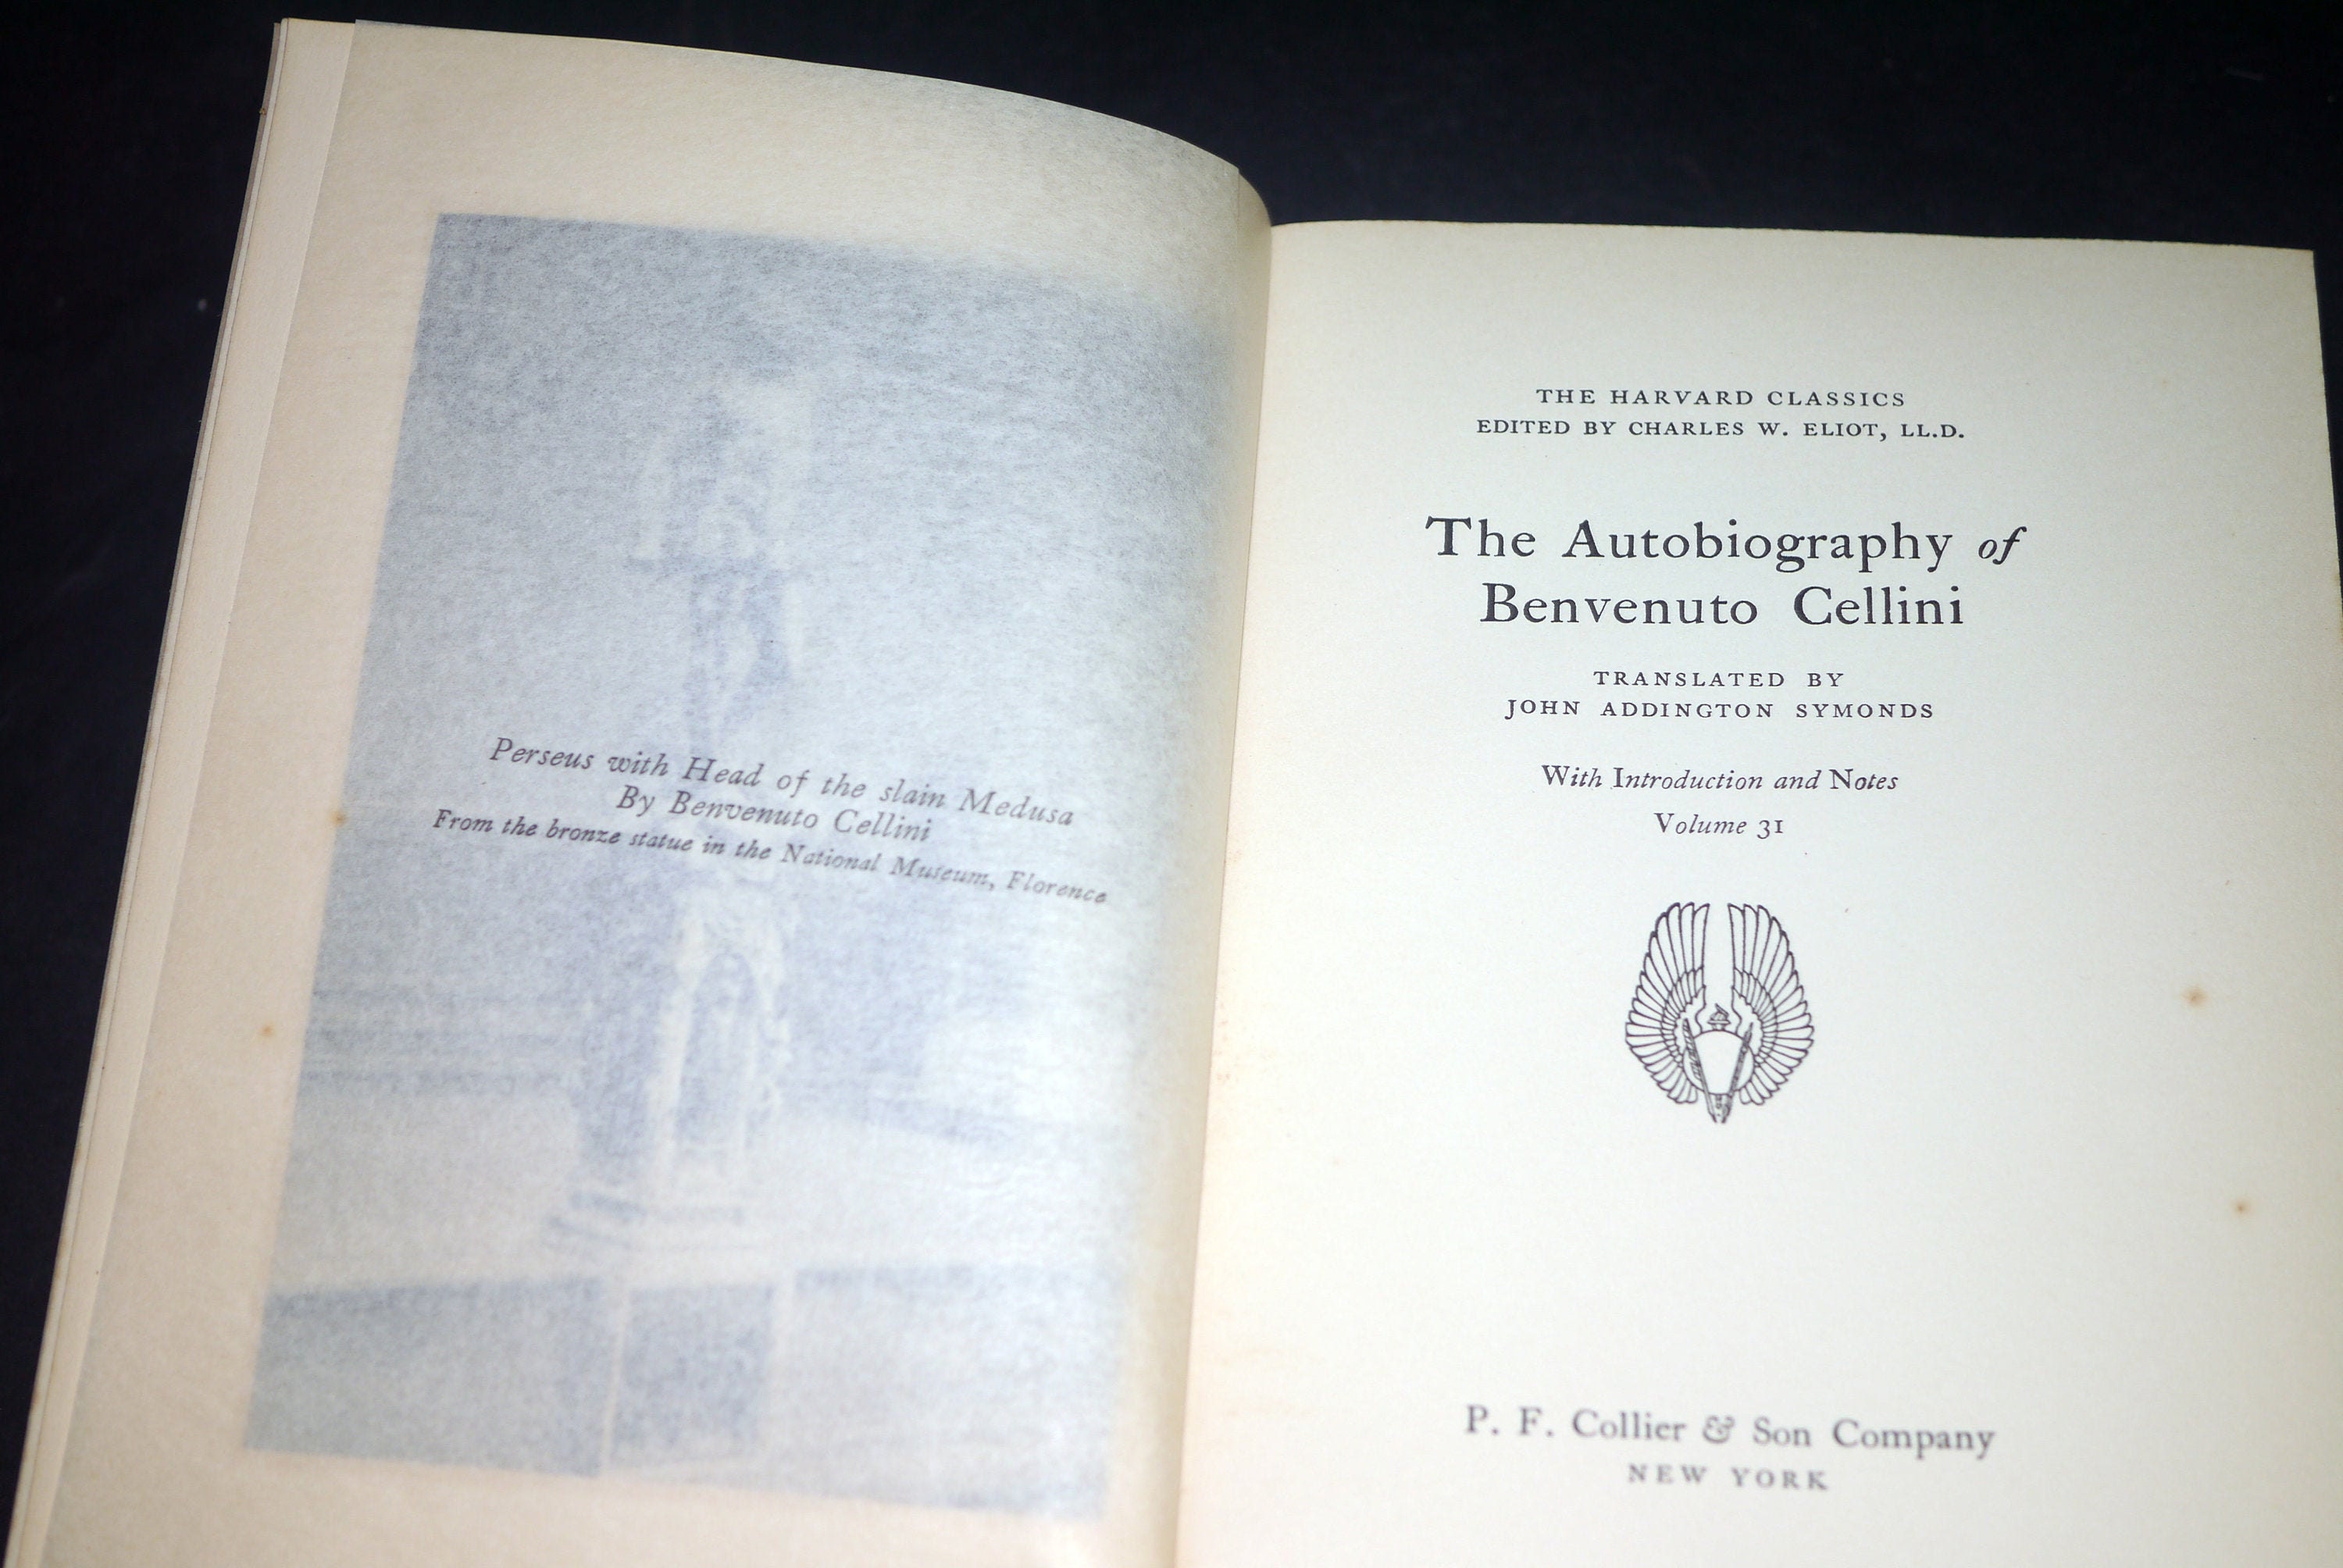 Perseus with Head of the slain Medusa
By Benvenuto Cellini
From the bronze statue in the National Museum, Florence
THE HARVARD CLASSICS
EDITED BY CHARLES W. ELIOT, LL.D.
The Autobiography of
Benvenuto Cellini
TRANSLATED BY
JOHN ADDINGTON SYMONDS
With Introduction and Notes
Volume 31
P. F. Collier & Son Company
NEW YORK